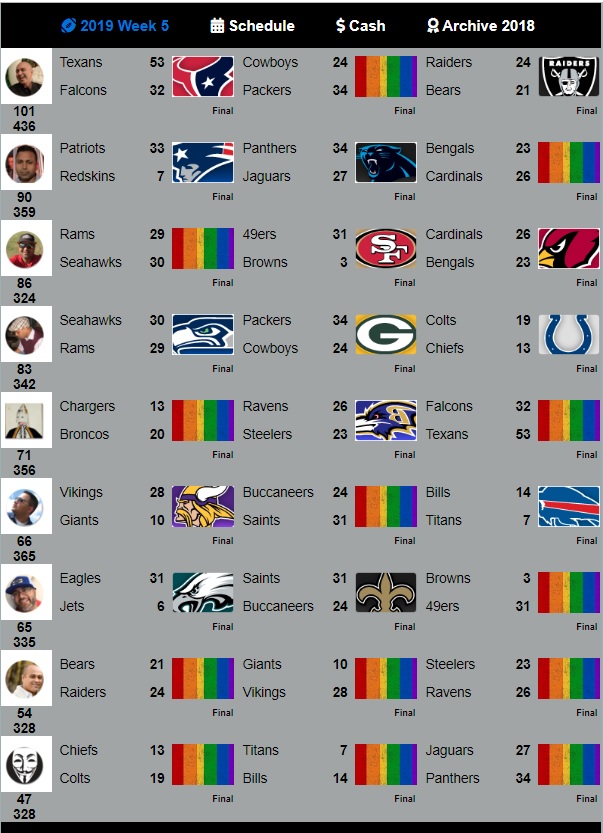 2019 Week 5 Schedule Cash Archive 2018
Texans 53 Cowboys 24 Raiders 24 RAIDERS
Falcons 32 Packers 34 Bears 21
Final Final Final
101
436
Patriots 33 Panthers 34 Bengals 23
Redskins 7 Jaguars 27 Cardinals 26
Final Final Final
90
359
Rams 29 49ers 31 SF Cardinals 26
Seahawks 30 Browns 3 Bengals 23
Final Final Final
86
324
Seahawks 30 Packers 34 G Colts 19
Rams 29 Cowboys 24 Chiefs 13
Final Final Final
83
342
Chargers 13 Ravens 26 B Falcons 32
Broncos 20 Steelers 23 Texans 53
Final Final Final
71
356
Vikings 28 Buccaneers 24 Bills 14
Giants 10 Saints 31 Titans 7
Final Final Final
66
365
Eagles 31 Saints 31 Browns 3
Jets 6 Buccaneers 24 49ers 31
Final Final Final
65
335
Bears 21 Giants 10 Steelers 23
Raiders 24 Vikings 28 Ravens 26
Final Final Final
54
328
Chiefs 13 Titans 7 Jaguars 27
Colts 19 Bills 14 Panthers 34
Final Final Final
47
328